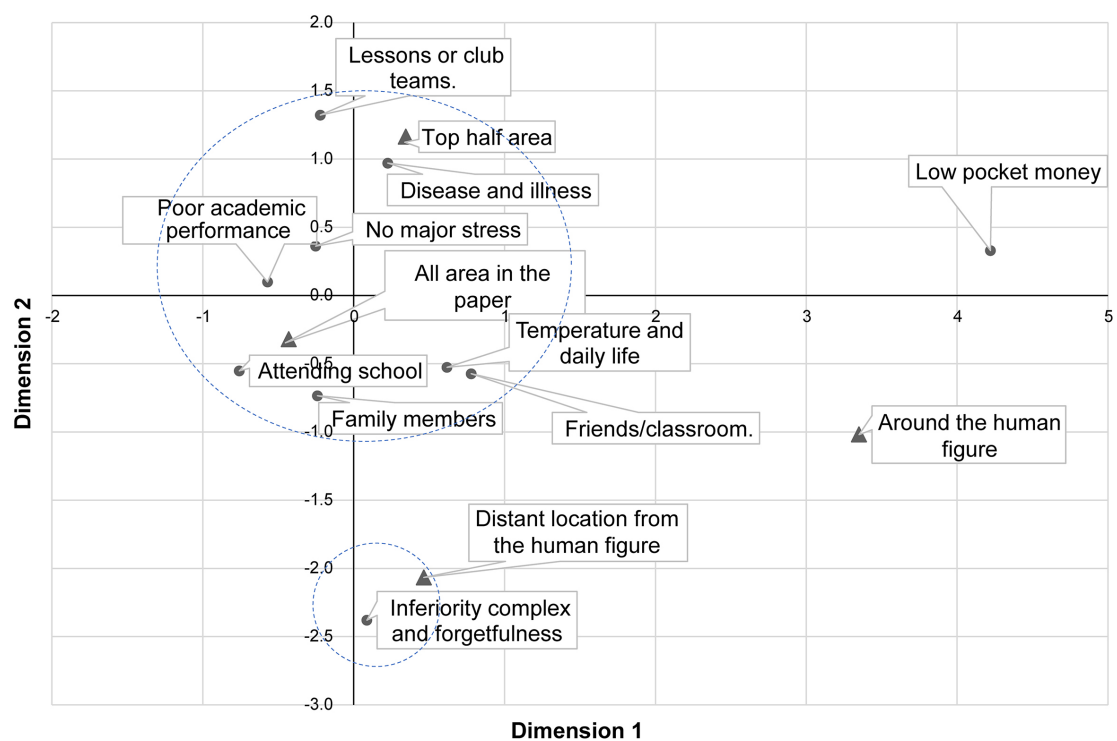 2.0
Lessons or club
teams.
1.5
Top half area
1.0
Disease and illness
Low pocket money
Poor academic
performance
0.5
No major stress
All area in the
paper
0.0
-2
-1
0
1
2
3
4
5
Temperature and
daily life
-0.5
Attending school
Family members
Friends/classroom.
-1.0
Around the human
figure
-1.5
Distant location from
the human figure
-2.0
Inferiority complex
and forgetfulness
-2.5
-3.0
Dimension 2
Dimension 1